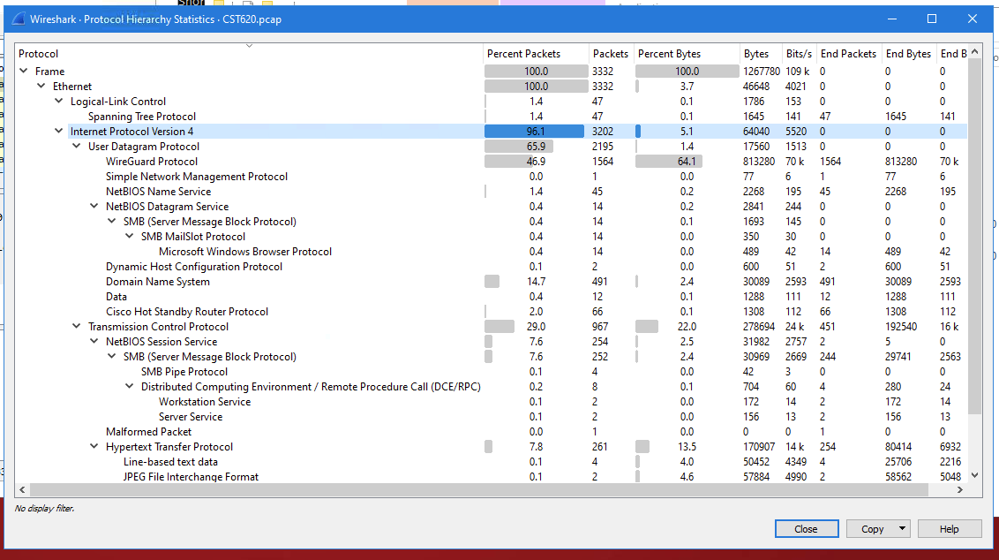 Wireshark · Protocol Hierarchy Statistics · CST620.pcap
Protocol Percent Packets Packets Percent Bytes Bytes Bits/s End Packets End Bytes End B
Frame 100.0 3332 100.0 1267780 109 k 0 0 0
Ethernet 100.0 3332 3.7 46648 4021 0 0 0
Logical-Link Control 1.4 47 0.1 1786 153 0 0 0
Spanning Tree Protocol 1.4 47 0.1 1645 141 47 1645 141
Internet Protocol Version 4 96.1 3202 5.1 64040 5520 0 0 0
User Datagram Protocol 65.9 2195 1.4 17560 1513 0 0 0
WireGuard Protocol 46.9 1564 64.1 813280 70 k 1564 813280 70 k
Simple Network Management Protocol 0.0 1 0.0 77 6 1 77 6
NetBIOS Name Service 1.4 45 0.2 2268 195 45 2268 195
NetBIOS Datagram Service 0.4 14 0.2 2841 244 0 0 0
SMB (Server Message Block Protocol) 0.4 14 0.1 1693 145 0 0 0
SMB MailSlot Protocol 0.4 14 0.0 350 30 0 0 0
Microsoft Windows Browser Protocol 0.4 14 0.0 489 42 14 489 42
Dynamic Host Configuration Protocol 0.1 2 0.0 600 51 2 600 51
Domain Name System 14.7 491 2.4 30089 2593 491 30089 2593
Data 0.4 12 0.1 1288 111 12 1288 111
Cisco Hot Standby Router Protocol 2.0 66 0.1 1308 112 66 1308 112
Transmission Control Protocol 29.0 967 22.0 278694 24 k 451 192540 16 k
NetBIOS Session Service 7.6 254 2.5 31982 2757 2 5 0
SMB (Server Message Block Protocol) 7.6 252 2.4 30969 2669 244 29741 2563
SMB Pipe Protocol 0.1 4 0.0 42 3 0 0 0
Distributed Computing Environment / Remote Procedure Call (DCE/RPC) 0.2 8 0.1 704 60 4 280 24
Workstation Service 0.1 2 0.0 172 14 2 172 14
Server Service 0.1 2 0.0 156 13 2 156 13
Malformed Packet 0.0 1 0.0 0 0 1 0 0
Hypertext Transfer Protocol 7.8 261 13.5 170907 14 k 254 80414 6932
Line-based text data 0.1 4 4.0 50452 4349 4 25706 2216
JPEG File Interchange Format 0.1 2 4.6 57884 4990 2 58562 5048
No display filter.
Close Copy Help